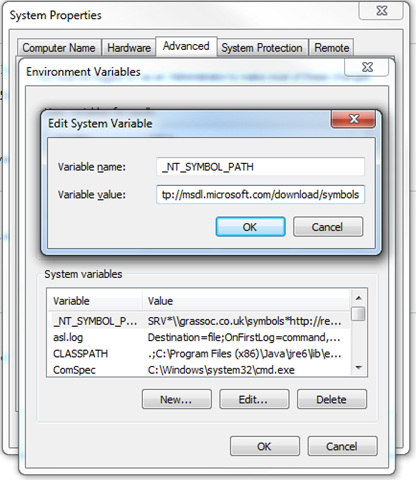 System Properties
Computer Name Hardware Advanced System Protection Remote
Environment Variables
Edit System Variable
Variable name: _NT_SYMBOL_PATH
Variable value: tp://msdl.microsoft.com/download/symbols
OK Cancel
System variables
Variable Value
_NT_SYMBOL_P... SRV*\\grassoc.co.uk\symbols*http://re...
asl.log Destination=file;OnFirstLog=command,...
CLASSPATH .;C:\Program Files (x86)\Java\jre6\lib\e...
ComSpec C:\Windows\system32\cmd.exe
New... Edit... Delete
OK Cancel